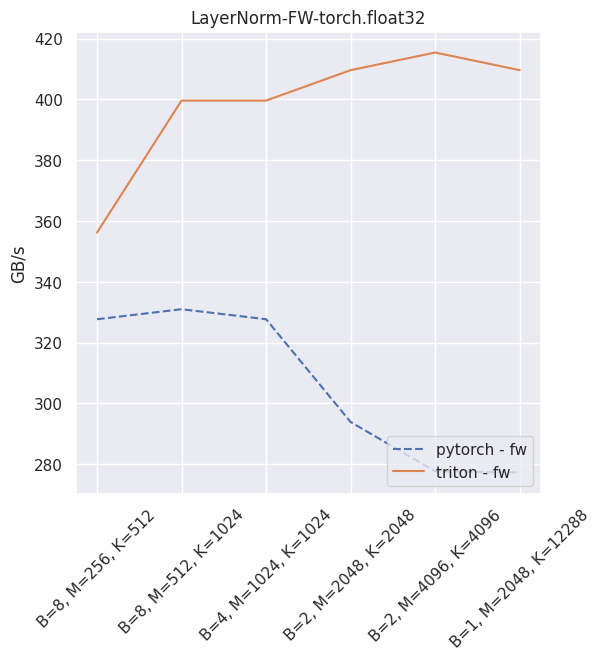 LayerNorm-FW-torch.float32
420
400
380
360
340
320
300
280
GB/s
pytorch - fw
triton - fw
B=8, M=256, K=512
B=8, M=512, K=1024
B=4, M=1024, K=1024
B=2, M=2048, K=2048
B=2, M=4096, K=4096
B=1, M=2048, K=12288